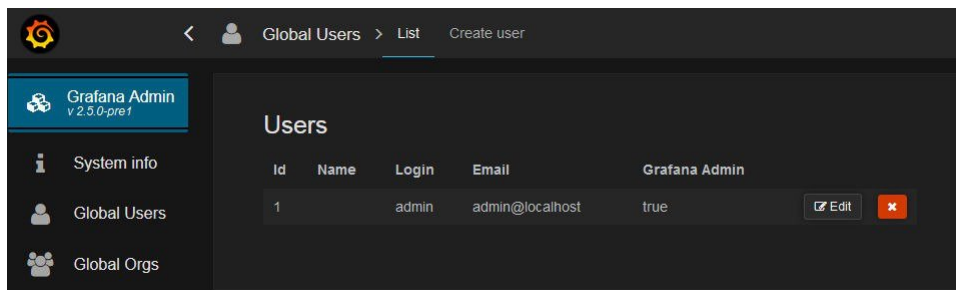 Global Users > List Create user
Grafana Admin
v 2.5.0-pre1
System info
Global Users
Global Orgs
Users
Id Name Login Email Grafana Admin
1 admin admin@localhost true Edit